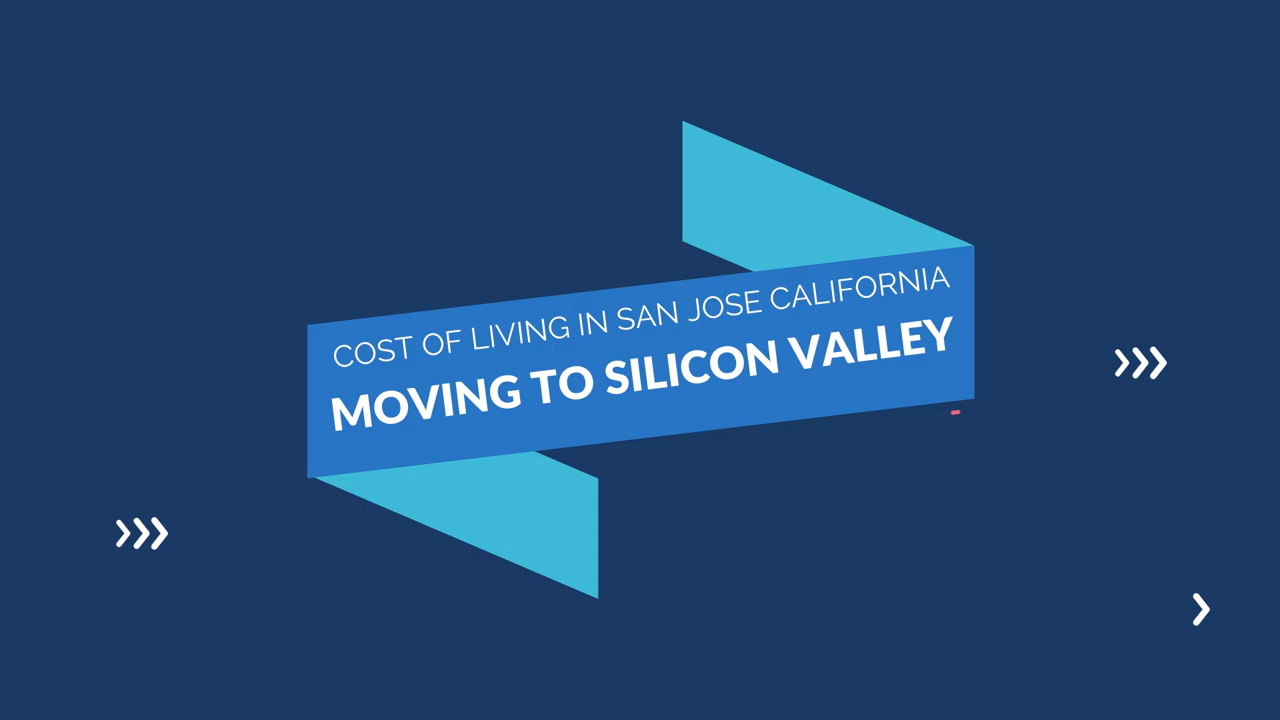 COST OF LIVING IN SAN JOSE CALIFORNIA
MOVING TO SILICON VALLEY